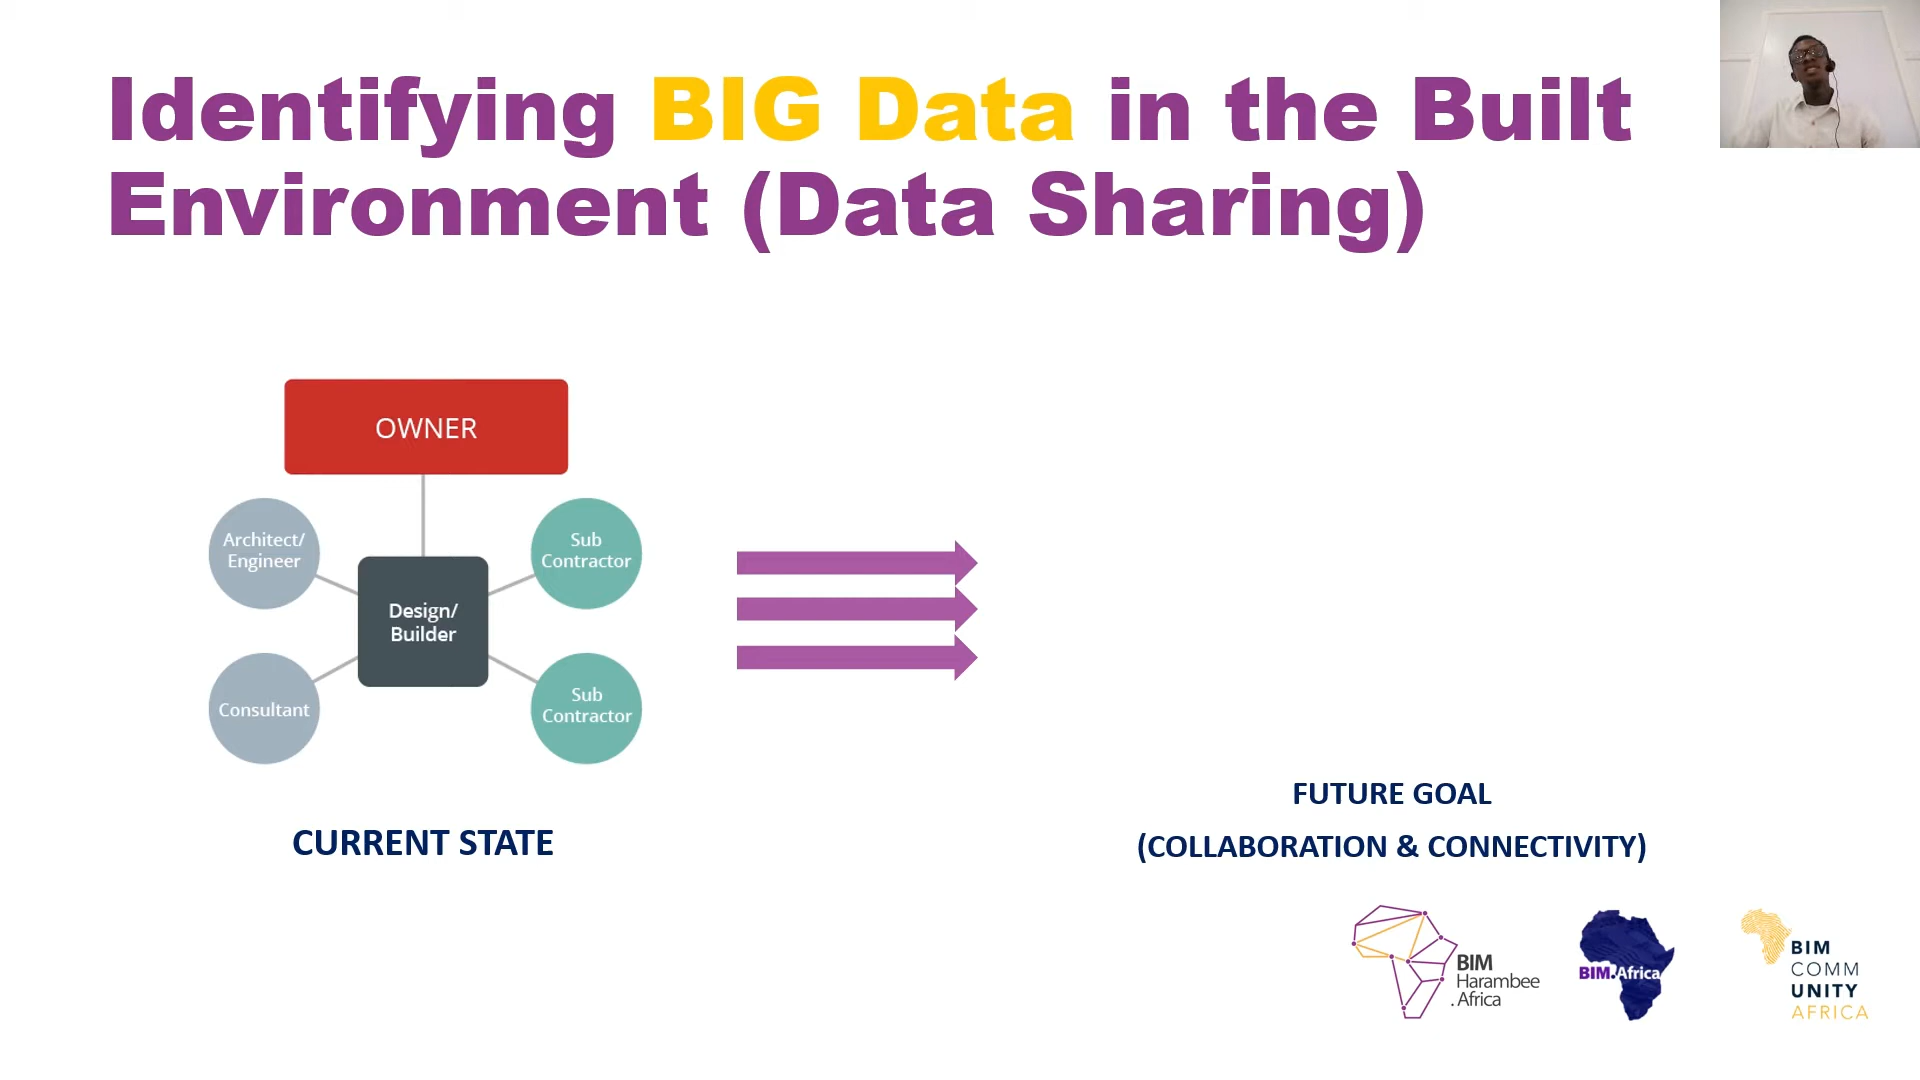 Identifying BIG Data in the Built
Environment (Data Sharing)
OWNER
Architect/
Engineer
Sub
Contractor
Design/
Builder
Consultant
Sub
Contractor
CURRENT STATE
FUTURE GOAL
(COLLABORATION & CONNECTIVITY)
BIM
Harambee
.Africa
BIM.Africa
BIM
COMM
UNITY
AFRICA